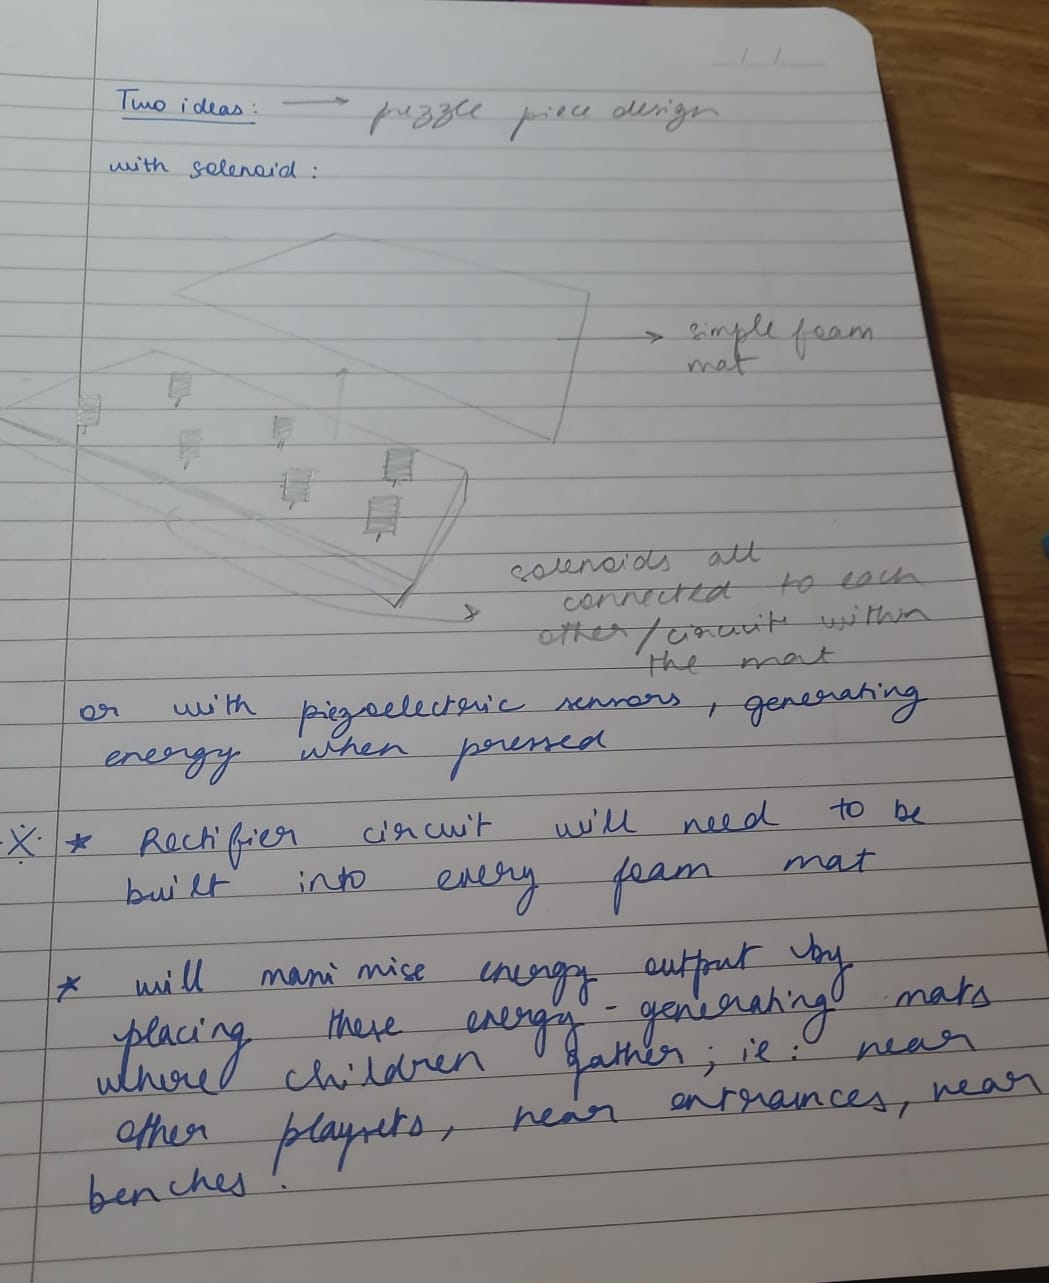 Two ideas: → puzzle piece design
with solenoid:
→ simple foam
mat
solenoids all
connected to each
other/circuit within
the mat
or with piezoelectric sensors, generating
energy when pressed
* Rectifier circuit will need to be
built into every foam mat
* will maximise energy output by
placing these energy-generating mats
where children gather; ie: near
other playsets, near entrances, near
benches.